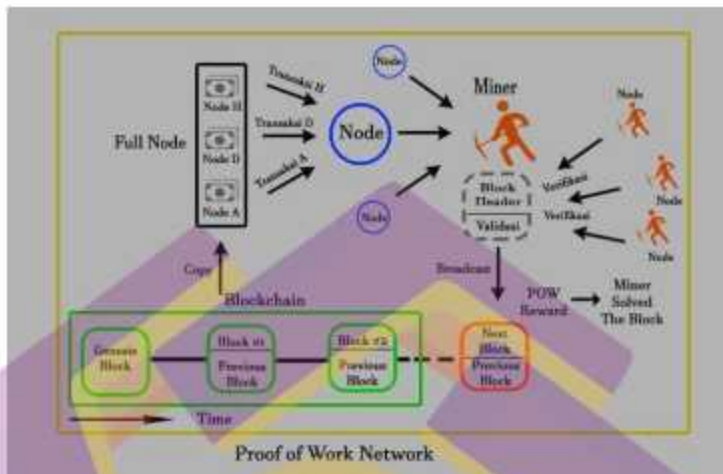 Full Node
Node H
Node D
Node A
Transaksi H
Transaksi D
Transaksi A
Node
Node
Node
Miner
Block
Header
Validasi
Node
Node
Node
Verifikasi
Verifikasi
Copy
Broadcast
POW
Reward
Miner
Solved
The Block
Blockchain
Genesis
Block
Block #1
Previous
Block
Block #2
Previous
Block
Next
Block
Previous
Block
Time
Proof of Work Network